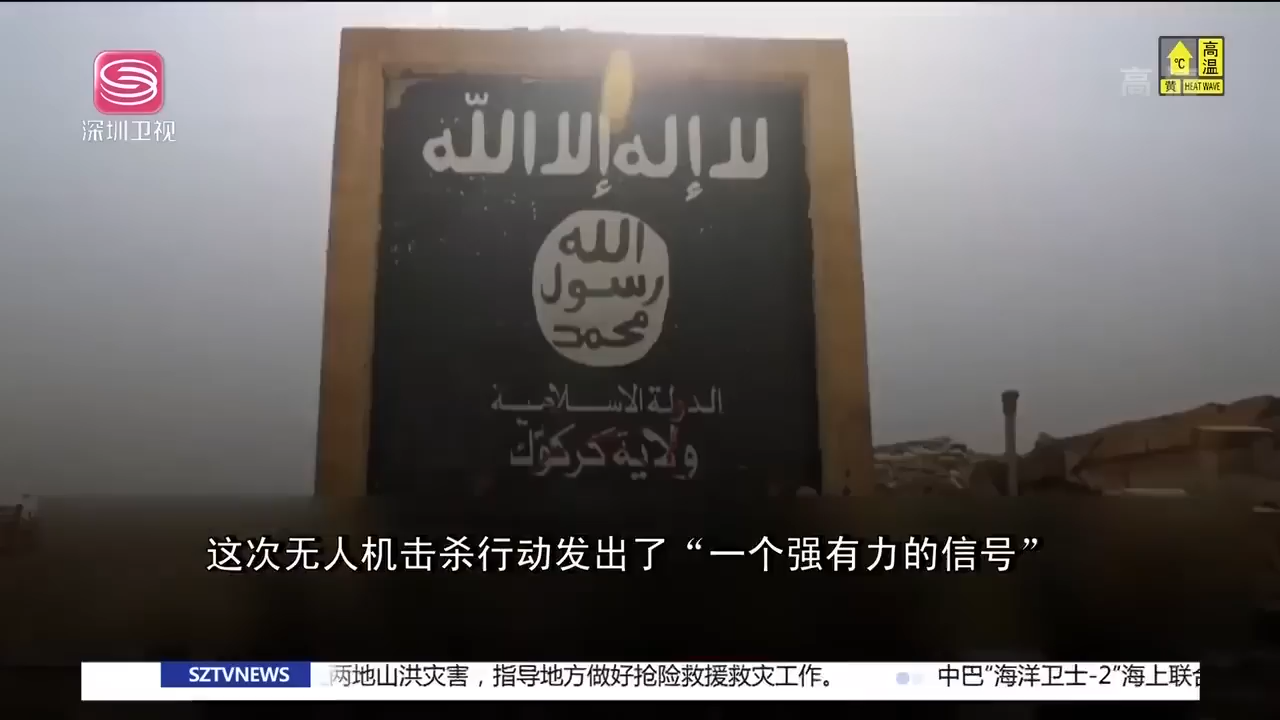 深圳卫视
高
℃
高温
黄
HEAT WAVE
لا إله إلا اللّٰه
الله
رسول
محمد
الدولة الاسلامية
ولاية كركوك
这次无人机击杀行动发出了“一个强有力的信号”
SZTVNEWS
两地山洪灾害，指导地方做好抢险救援救灾工作。
中巴“海洋卫士-2”海上联合